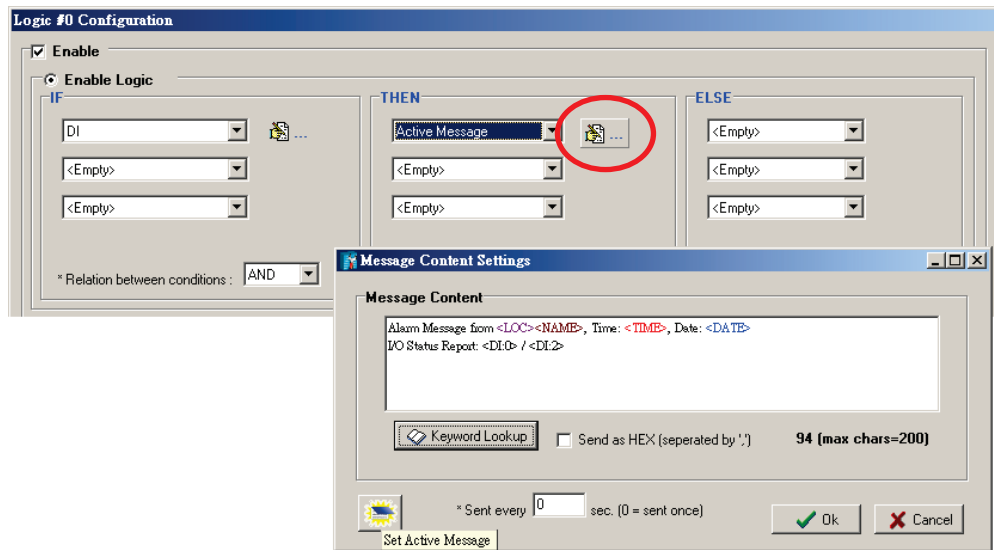 Logic #0 Configuration
Enable
Enable Logic
IF
THEN
ELSE
DI
...
Active Message
...
<Empty>
<Empty>
<Empty>
<Empty>
<Empty>
<Empty>
<Empty>
* Relation between conditions :
AND
Message Content Settings
Message Content
Alarm Message from <LOC><NAME>, Time: <TIME>, Date: <DATE>
I/O Status Report: <DI:0> / <DI:2>
Keyword Lookup
Send as HEX (seperated by ',')
94 (max chars=200)
* Sent every
0
sec. (0 = sent once)
Ok
Cancel
Set Active Message